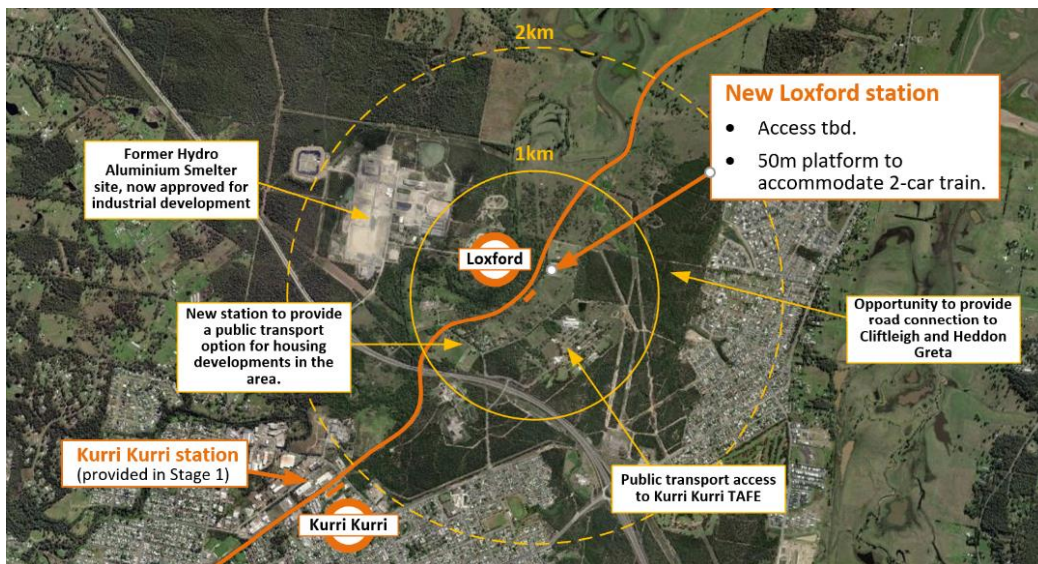 2km
1km
New Loxford station
• Access tbd.
• 50m platform to
accommodate 2-car train.
Former Hydro
Aluminium Smelter
site, now approved for
industrial development
Loxford
New station to provide
a public transport
option for housing
developments in the
area.
Opportunity to provide
road connection to
Cliftleigh and Heddon
Greta
Kurri Kurri station
(provided in Stage 1)
Public transport access
to Kurri Kurri TAFE
Kurri Kurri